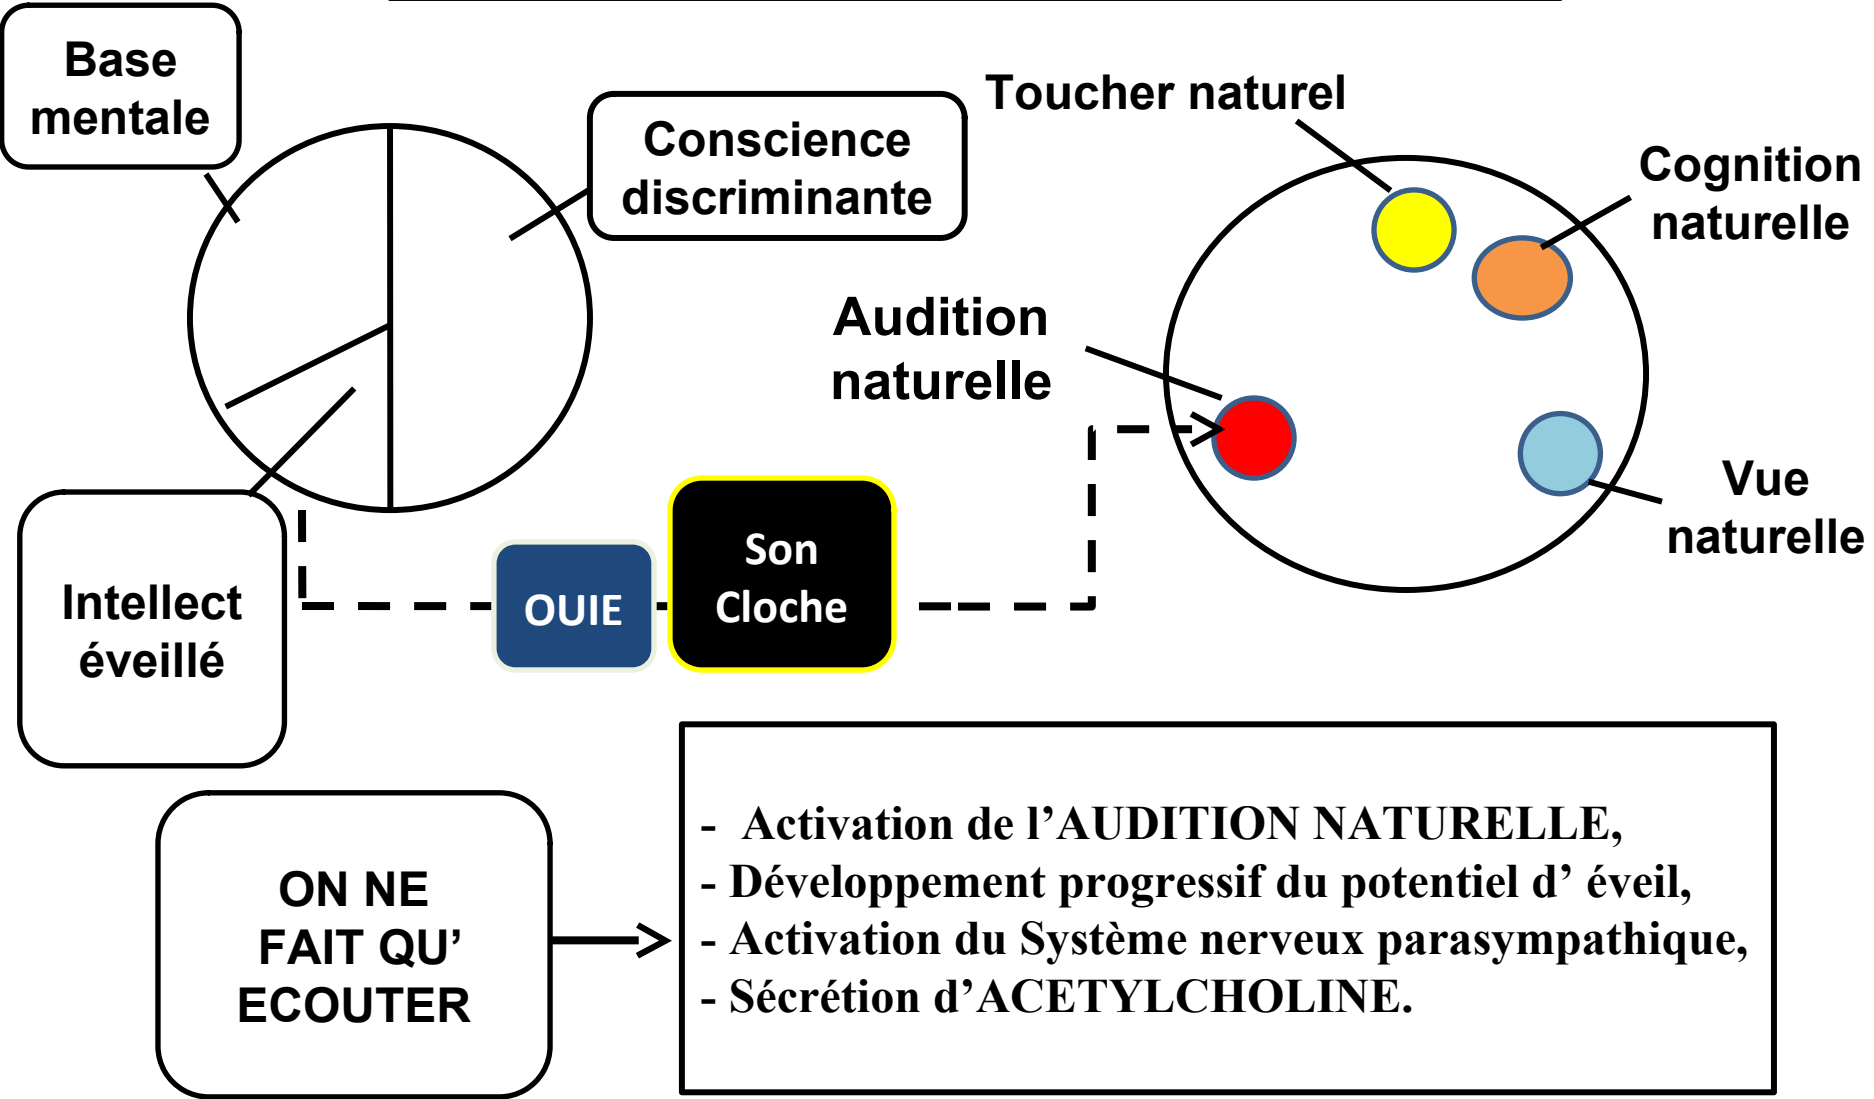 Base
mentale
Conscience
discriminante
Toucher naturel
Cognition
naturelle
Audition
naturelle
Vue
naturelle
Intellect
éveillé
OUIE
Son
Cloche
ON NE
FAIT QU’
ECOUTER
- Activation de l’AUDITION NATURELLE,
- Développement progressif du potentiel d’ éveil,
- Activation du Système nerveux parasympathique,
- Sécrétion d’ACETYLCHOLINE.